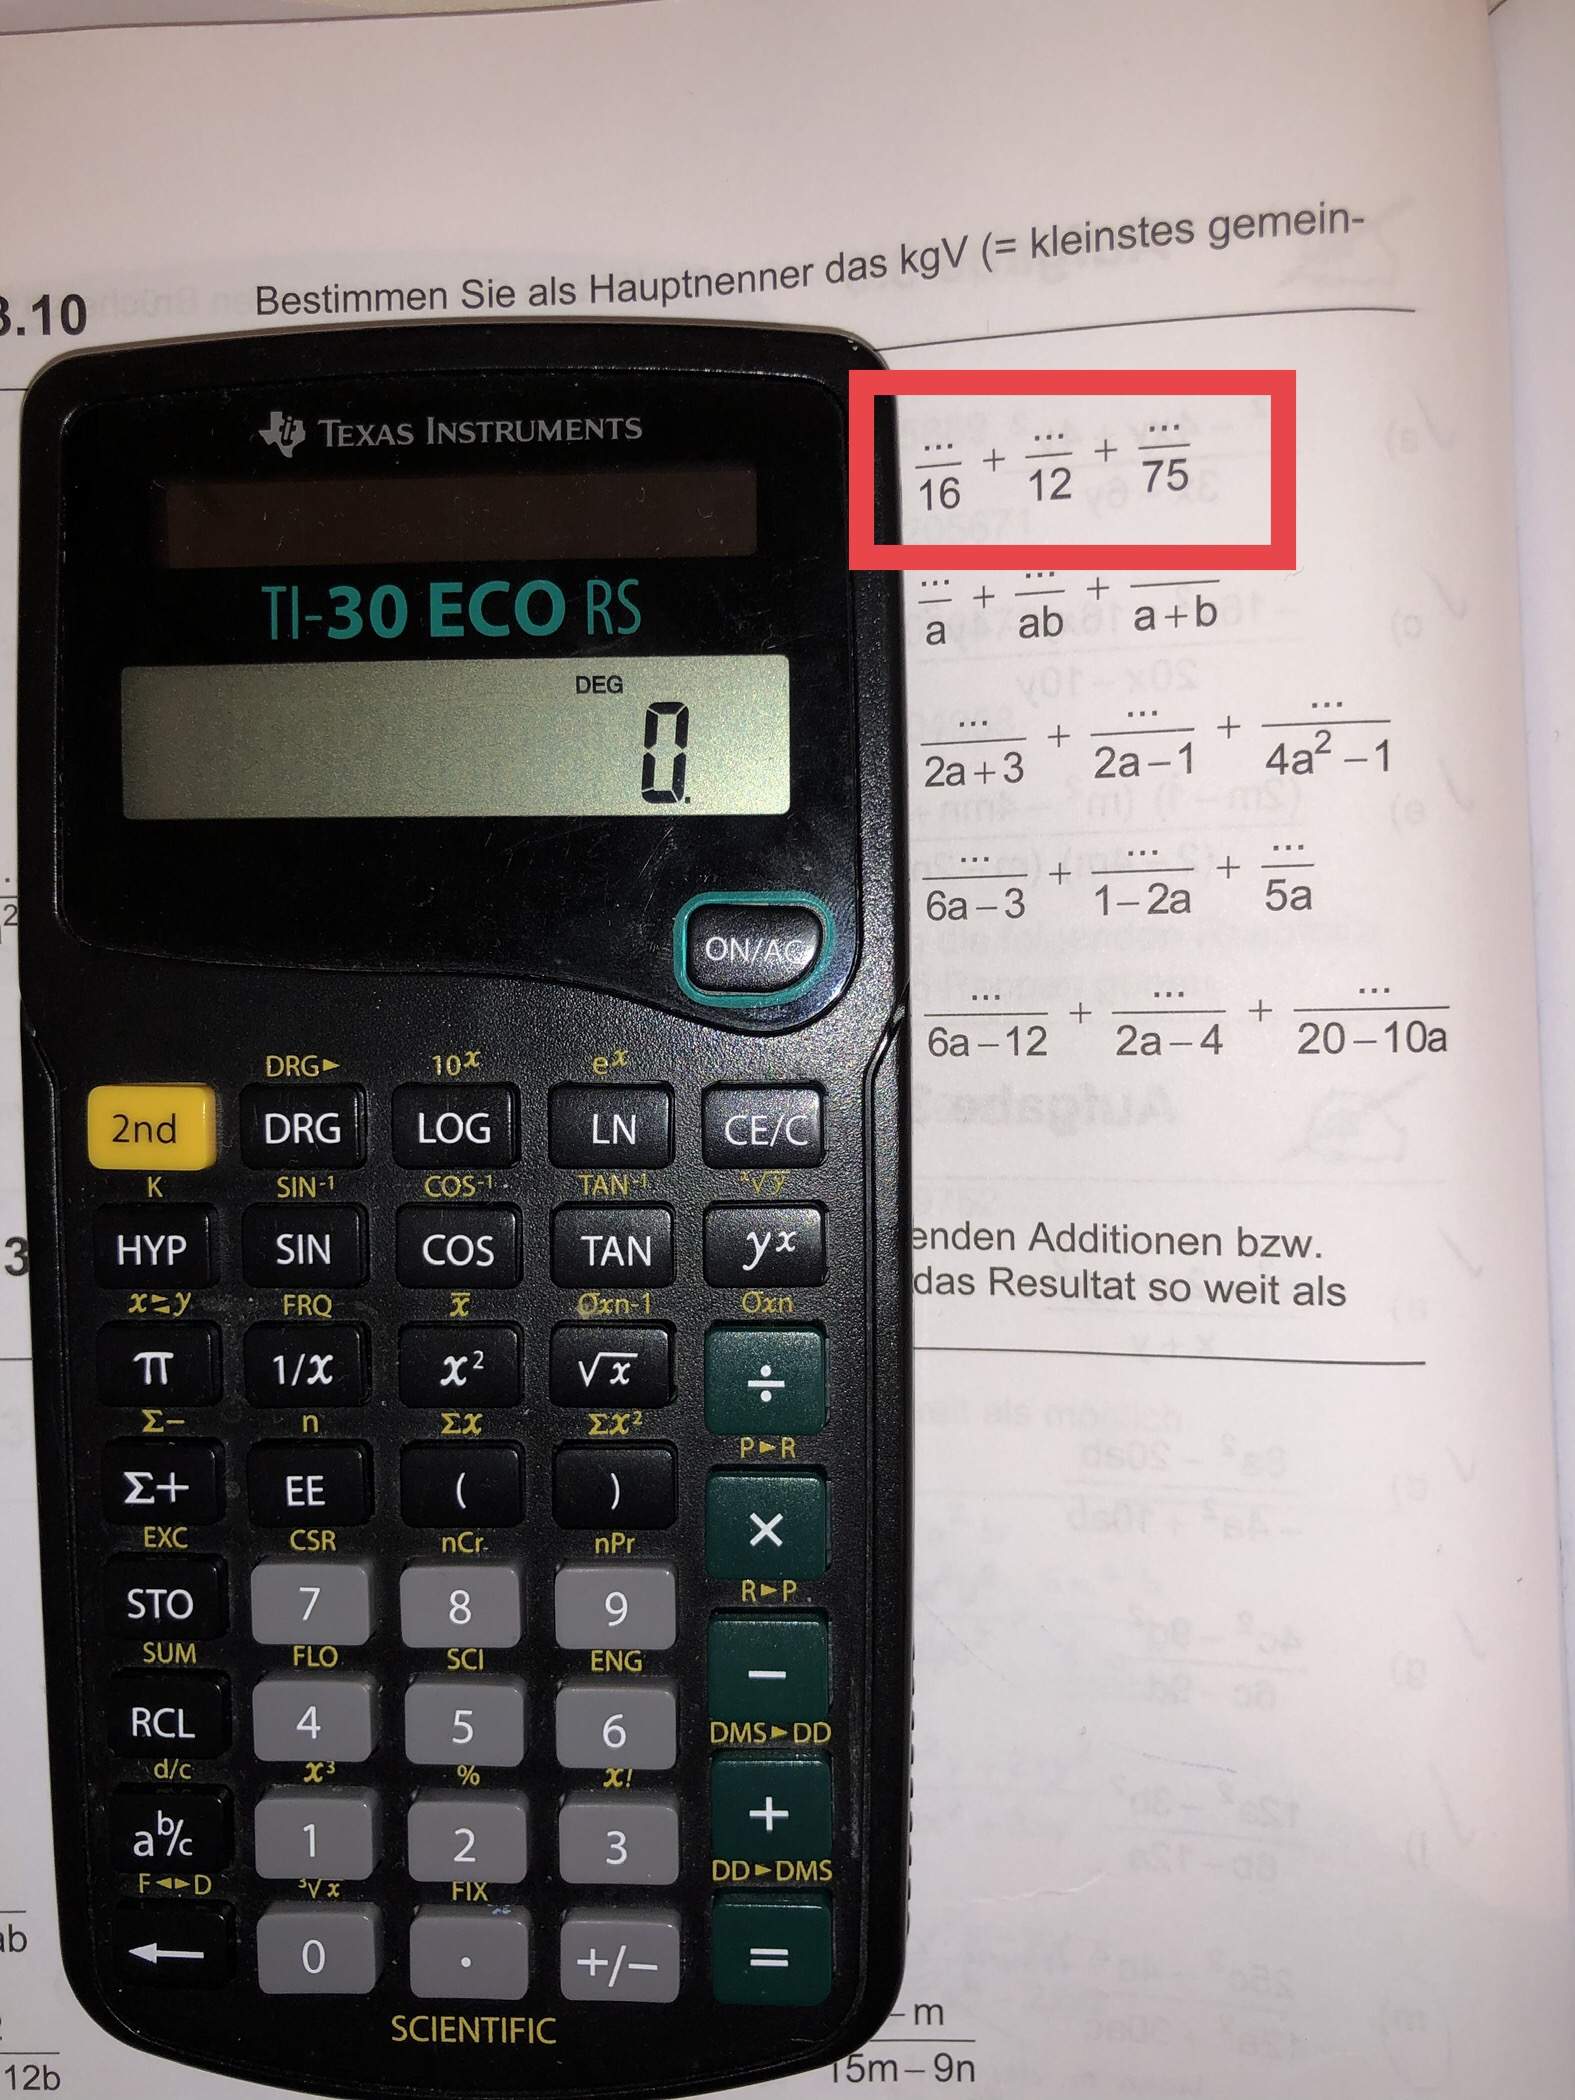 3.10
Bestimmen Sie als Hauptnenner das kgV (= kleinstes gemein-
... ... ...
16 + 12 + 75
... ...
a + ab + a+b
... ... ...
2a+3 + 2a−1 + 4a² −1
... ... ...
6a−3 + 1−2a + 5a
... ... ...
6a−12 + 2a−4 + 20−10a
3
enden Additionen bzw.
das Resultat so weit als
2
ab
12b
−m
15m−9n
TEXAS INSTRUMENTS
TI-30 ECO RS
DEG
0.
ON/AC
DRG► 10ˣ eˣ
2nd DRG LOG LN CE/C
K SIN⁻¹ COS⁻¹ TAN⁻¹ ˣ√y
HYP SIN COS TAN yˣ
x⇄y FRQ x̅ σxn-1 σxn
π 1/x x² √x ÷
Σ− n Σx Σx² P►R
Σ+ EE ( ) ×
EXC CSR nCr nPr R►P
STO 7 8 9 −
SUM FLO SCI ENG DMS►DD
RCL 4 5 6 +
d/c x³ % x! DD►DMS
a b/c 1 2 3 =
F◄►D ³√x FIX
← 0 . +/−
SCIENTIFIC